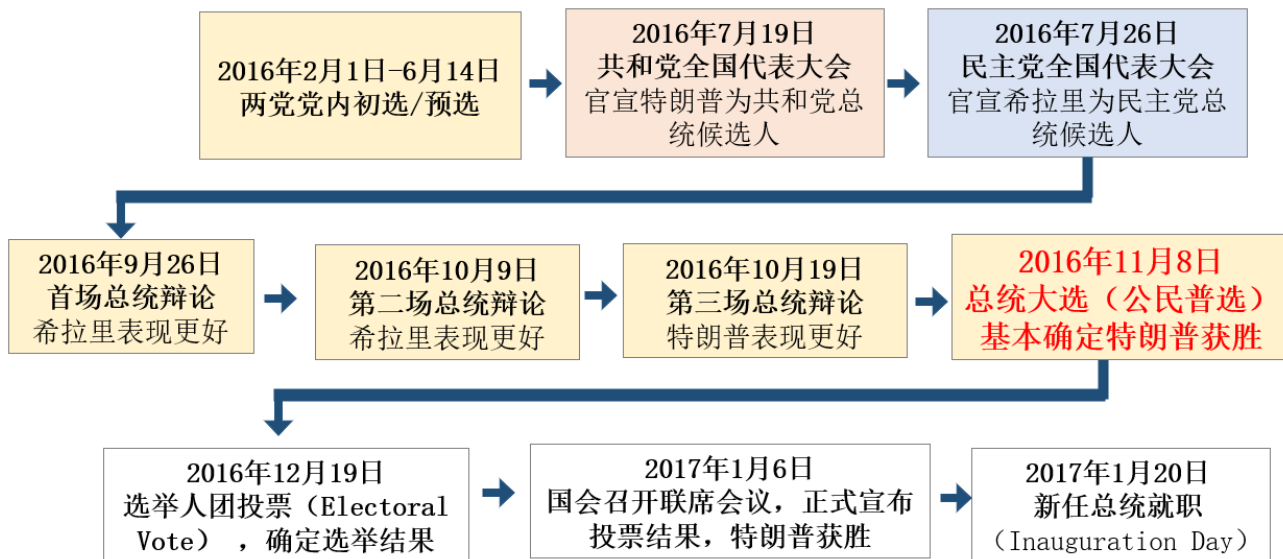 2016年2月1日-6月14日
两党党内初选/预选
2016年7月19日
共和党全国代表大会
官宣特朗普为共和党总
统候选人
2016年7月26日
民主党全国代表大会
官宣希拉里为民主党总
统候选人
2016年9月26日
首场总统辩论
希拉里表现更好
2016年10月9日
第二场总统辩论
希拉里表现更好
2016年10月19日
第三场总统辩论
特朗普表现更好
2016年11月8日
总统大选（公民普选）
基本确定特朗普获胜
2016年12月19日
选举人团投票（Electoral
Vote），确定选举结果
2017年1月6日
国会召开联席会议，正式宣布
投票结果，特朗普获胜
2017年1月20日
新任总统就职
（Inauguration Day）